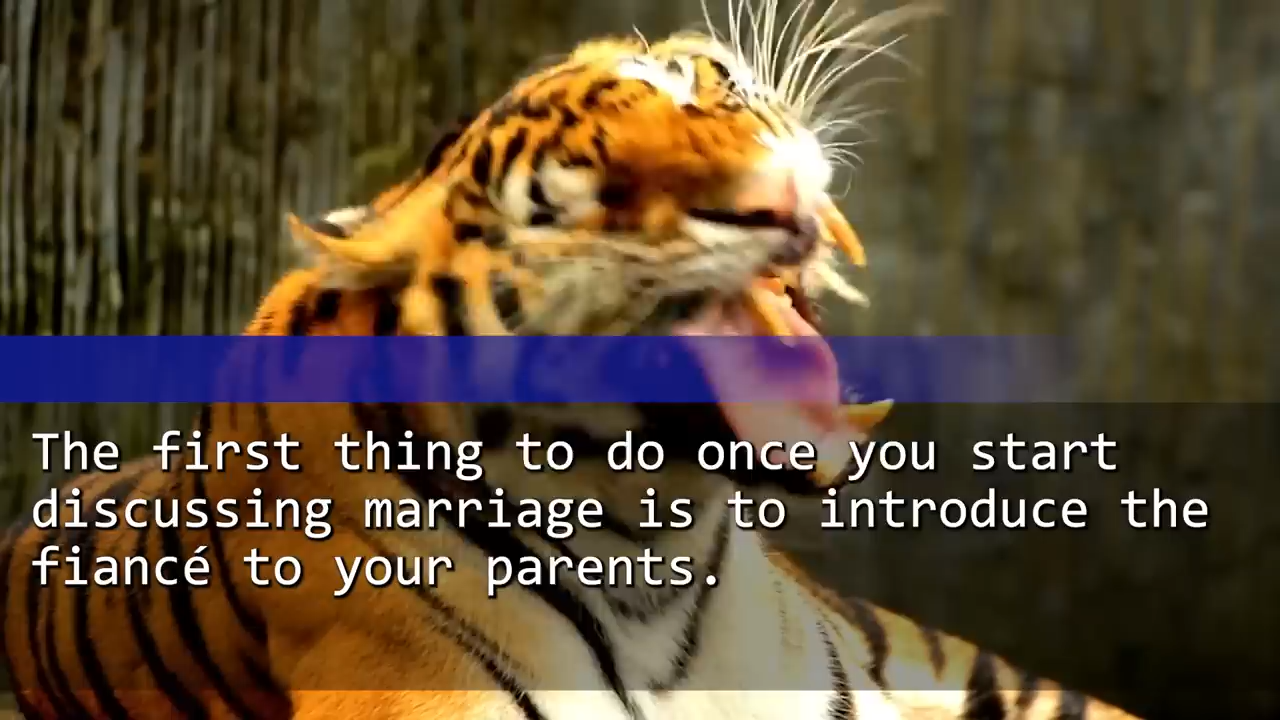 The first thing to do once you start
discussing marriage is to introduce the
fiancé to your parents.